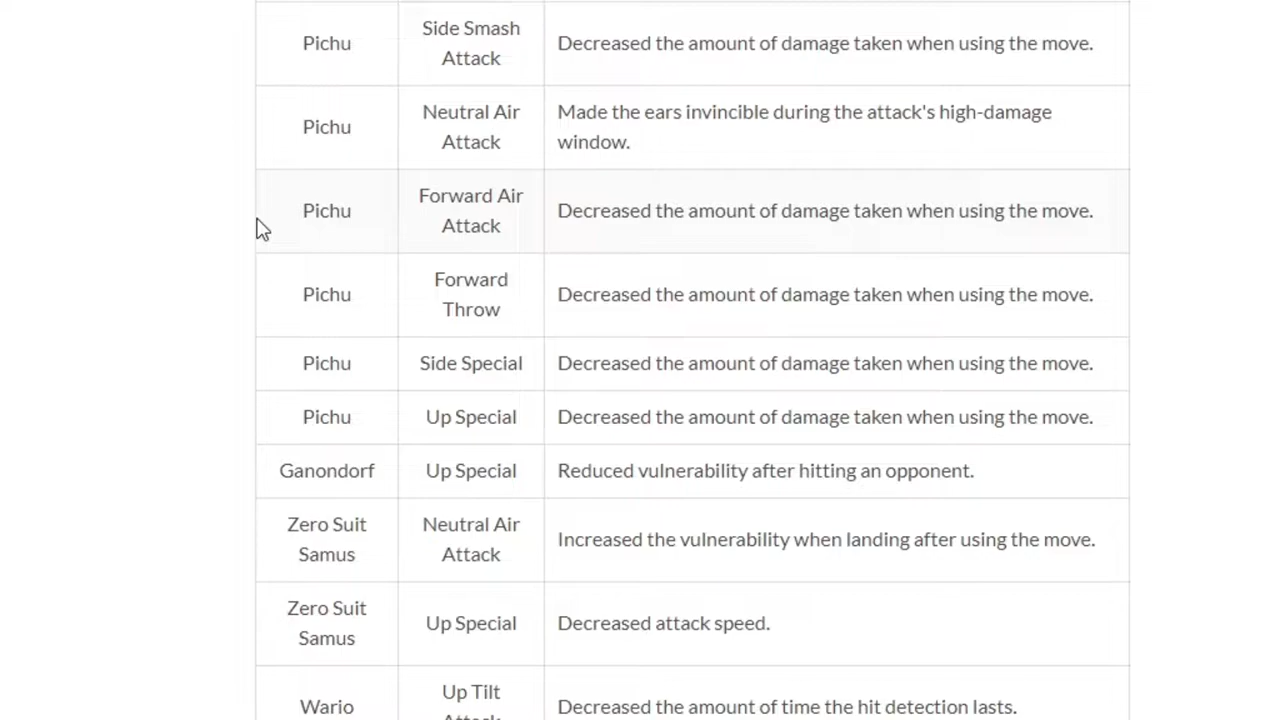 Pichu
Side Smash
Attack
Decreased the amount of damage taken when using the move.
Pichu
Neutral Air
Attack
Made the ears invincible during the attack's high-damage
window.
Pichu
Forward Air
Attack
Decreased the amount of damage taken when using the move.
Pichu
Forward
Throw
Decreased the amount of damage taken when using the move.
Pichu
Side Special
Decreased the amount of damage taken when using the move.
Pichu
Up Special
Decreased the amount of damage taken when using the move.
Ganondorf
Up Special
Reduced vulnerability after hitting an opponent.
Zero Suit
Samus
Neutral Air
Attack
Increased the vulnerability when landing after using the move.
Zero Suit
Samus
Up Special
Decreased attack speed.
Wario
Up Tilt
Attack
Decreased the amount of time the hit detection lasts.